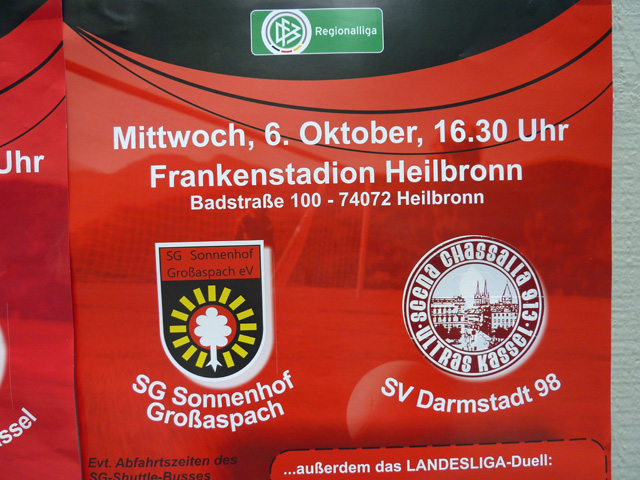 DFB
Regionalliga
Uhr
Mittwoch, 6. Oktober, 16.30 Uhr
Frankenstadion Heilbronn
Badstraße 100 - 74072 Heilbronn
SG Sonnenhof
Großaspach eV
SCENA CHASSALLA 913
· ULTRAS KASSEL ·
SG Sonnenhof
Großaspach
SV Darmstadt 98
ssel
Evt. Abfahrtszeiten des
SG-Shuttle-Busses
...außerdem das LANDESLIGA-Duell: